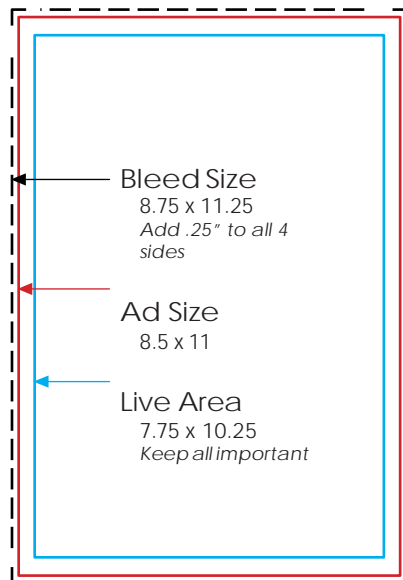 Bleed Size
8.75 x 11.25
Add .25" to all 4
sides
Ad Size
8.5 x 11
Live Area
7.75 x 10.25
Keep all important